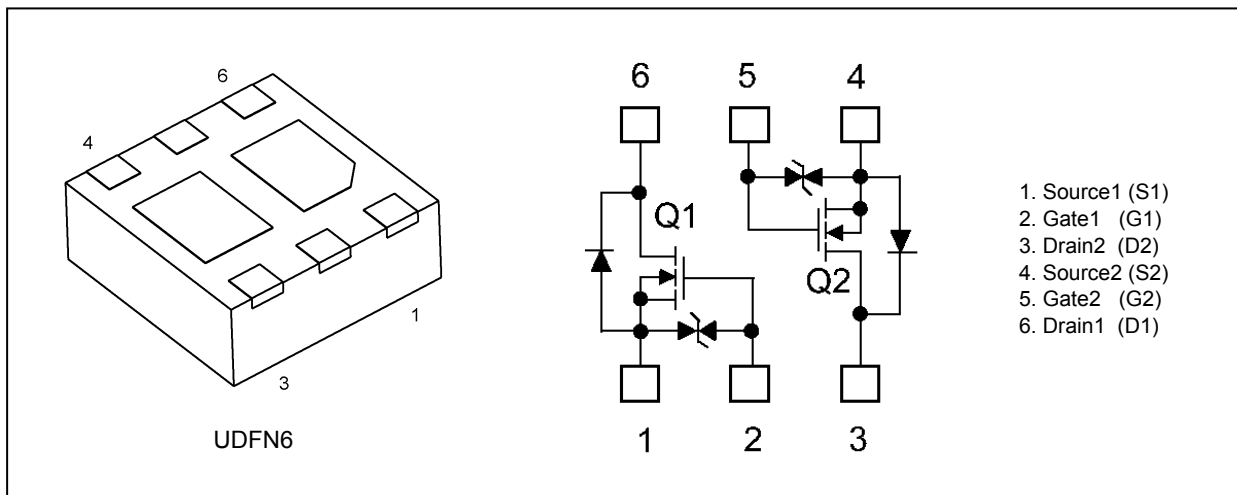 6
4
1
3
UDFN6
6 5 4
Q1
Q2
1 2 3
1. Source1 (S1)
2. Gate1 (G1)
3. Drain2 (D2)
4. Source2 (S2)
5. Gate2 (G2)
6. Drain1 (D1)